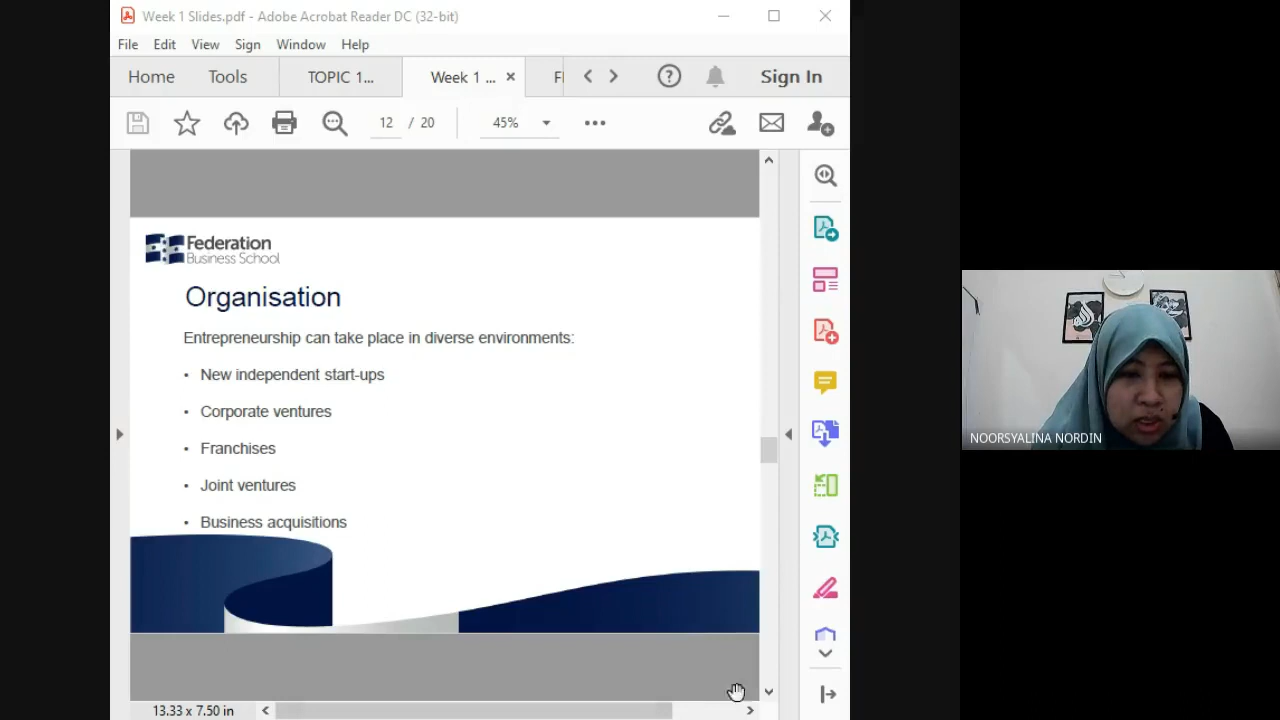 Week 1 Slides.pdf - Adobe Acrobat Reader DC (32-bit)
File Edit View Sign Window Help
Home Tools TOPIC 1... Week 1 ... Sign In
12 / 20 45%
Federation
Business School
Organisation
Entrepreneurship can take place in diverse environments:
• New independent start-ups
• Corporate ventures
• Franchises
• Joint ventures
• Business acquisitions
13.33 x 7.50 in
NOORSYALINA NORDIN